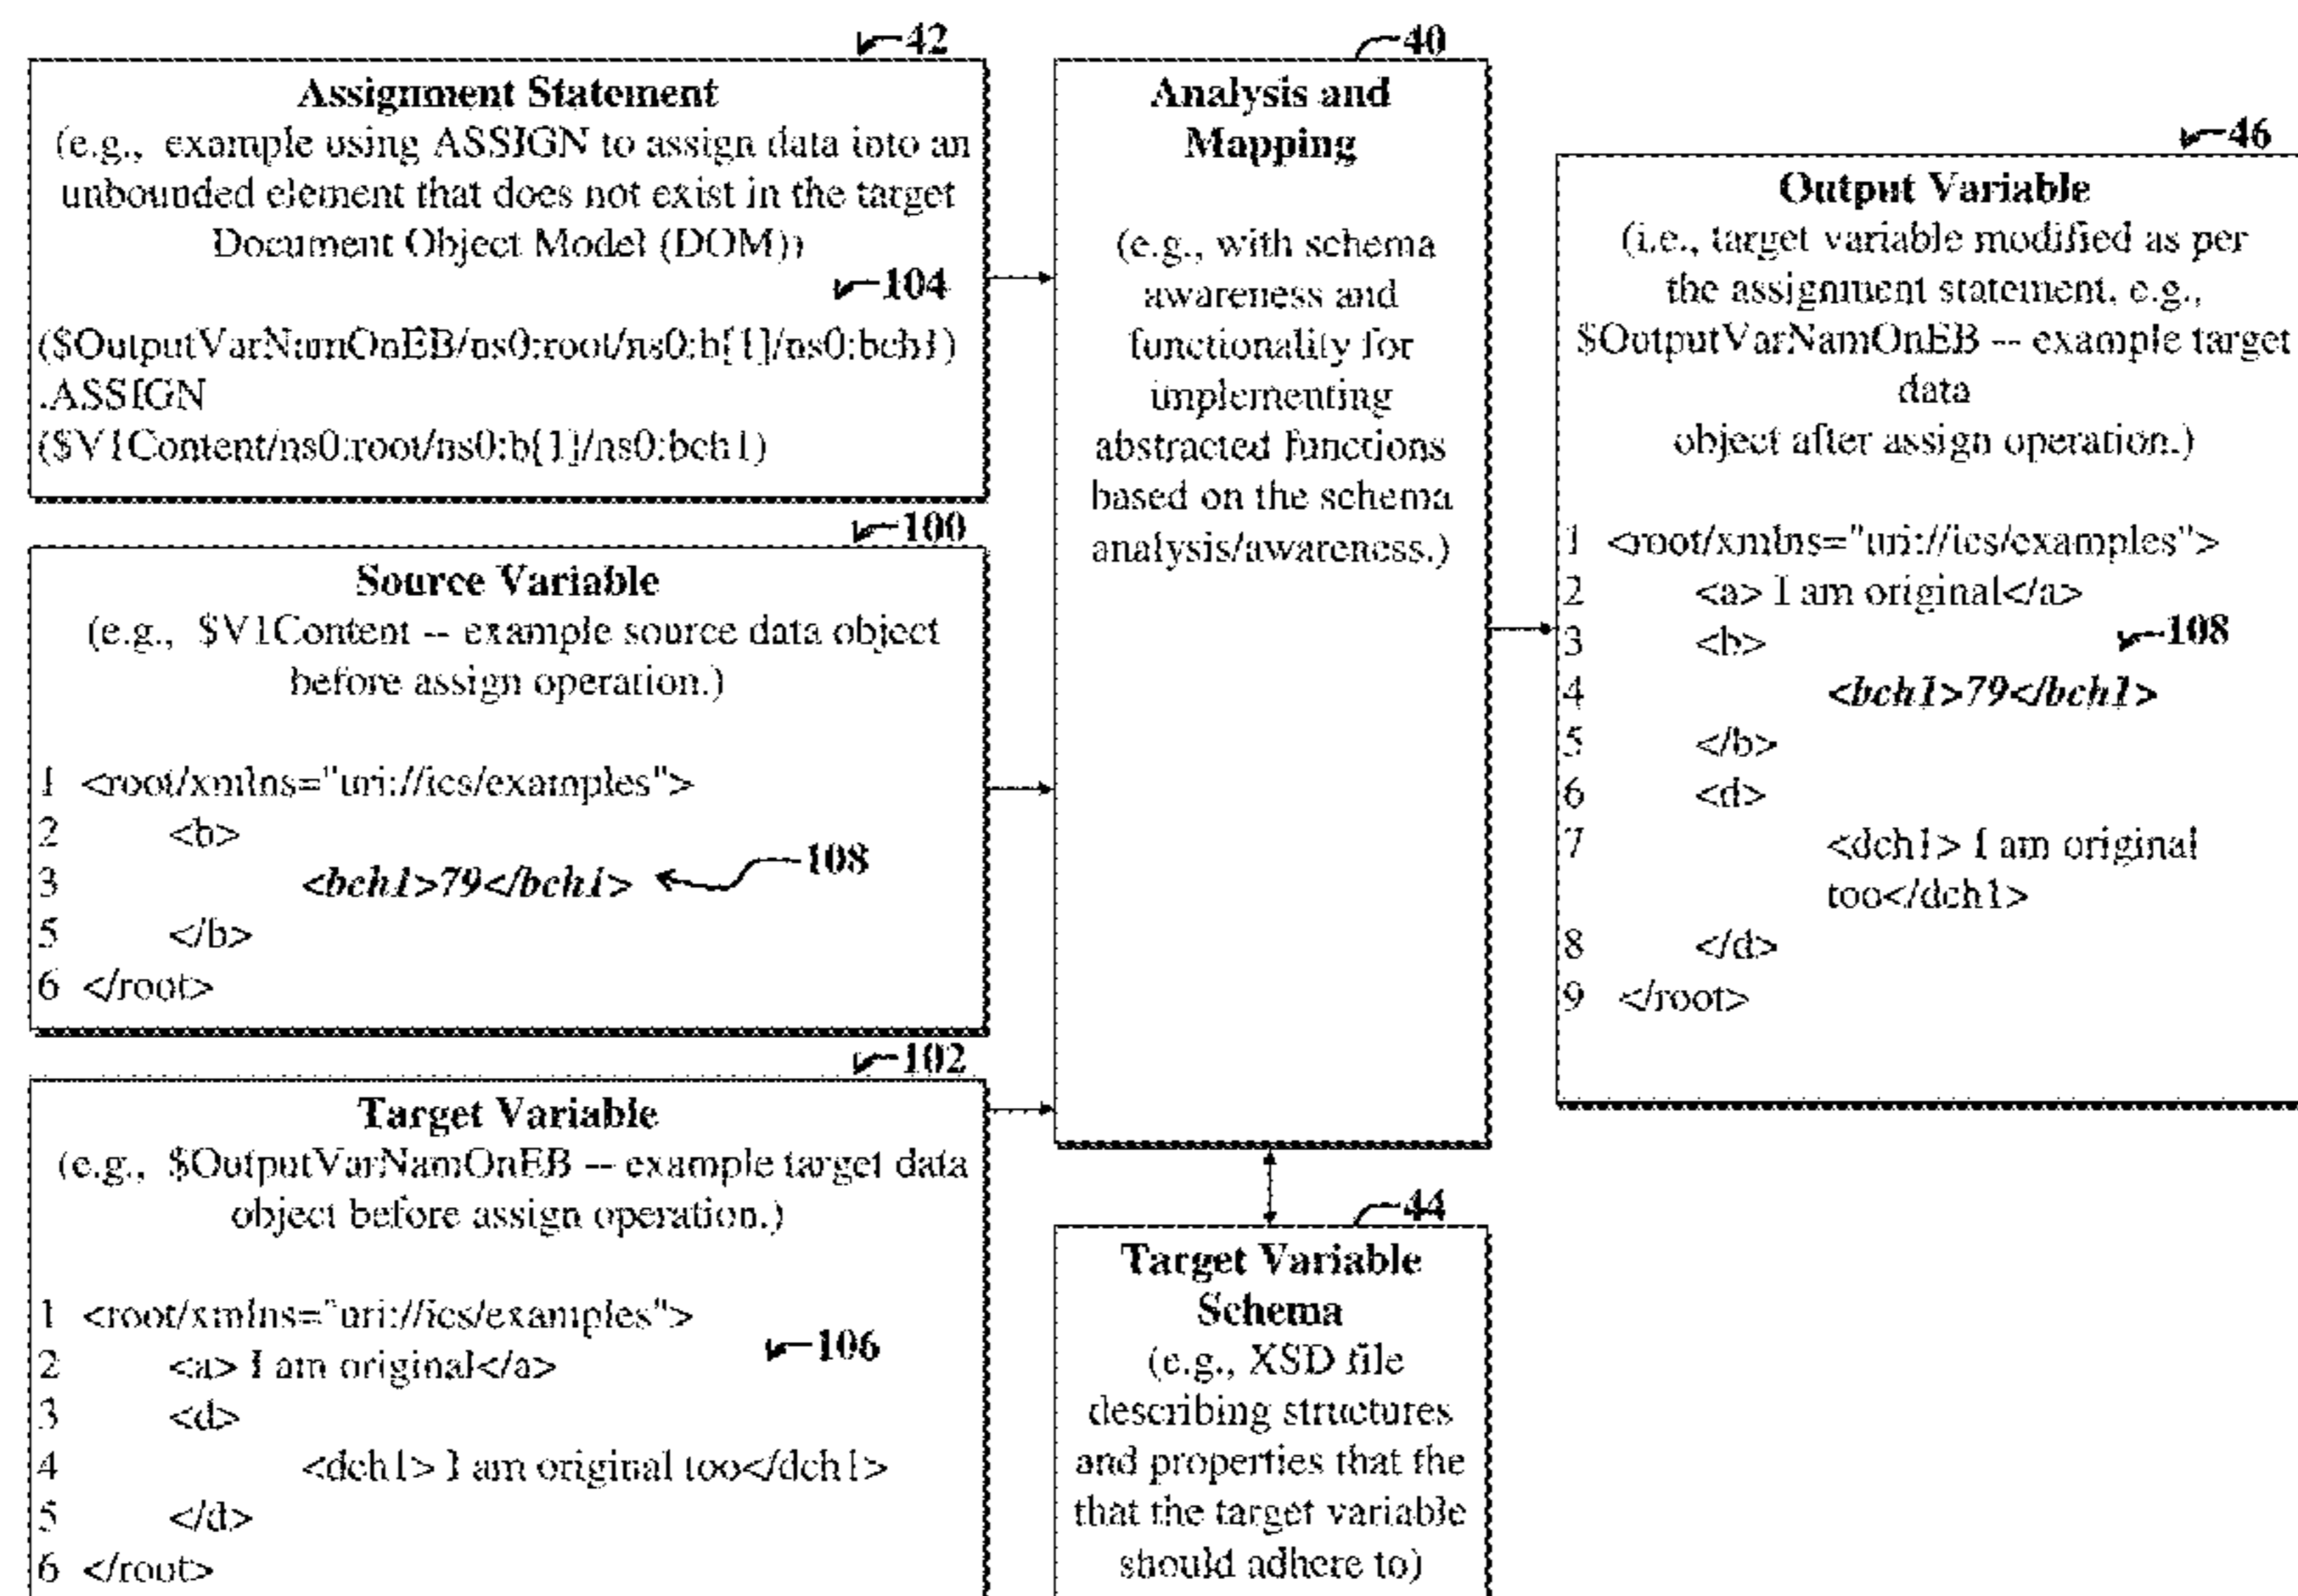 42
Assignment Statement
(e.g., example using ASSIGN to assign data into an
unbounded element that does not exist in the target
Document Object Model (DOM))
104
($OutputVarNamOnEB/ns0:root/ns0:b[1]/ns0:bch1)
.ASSIGN
($V1Content/ns0:root/ns0:b[1]/ns0:bch1)
100
Source Variable
(e.g., $V1Content -- example source data object
before assign operation.)
1 <root/xmlns="uri://ics/examples">
2 <b>
3 <bch1>79</bch1>
108
5 </b>
6 </root>
102
Target Variable
(e.g., $OutputVarNamOnEB -- example target data
object before assign operation.)
1 <root/xmlns="uri://ics/examples">
106
2 <a> I am original</a>
3 <d>
4 <dch1> I am original too</dch1>
5 </d>
6 </root>
40
Analysis and
Mapping
(e.g., with schema
awareness and
functionality for
implementing
abstracted functions
based on the schema
analysis/awareness.)
44
Target Variable
Schema
(e.g., XSD file
describing structures
and properties that the
that the target variable
should adhere to)
46
Output Variable
(i.e., target variable modified as per
the assignment statement, e.g.,
$OutputVarNamOnEB -- example target
data
object after assign operation.)
1 <root/xmlns="uri://ics/examples">
2 <a> I am original</a>
3 <b>
108
4 <bch1>79</bch1>
5 </b>
6 <d>
7 <dch1> I am original
too</dch1>
8 </d>
9 </root>